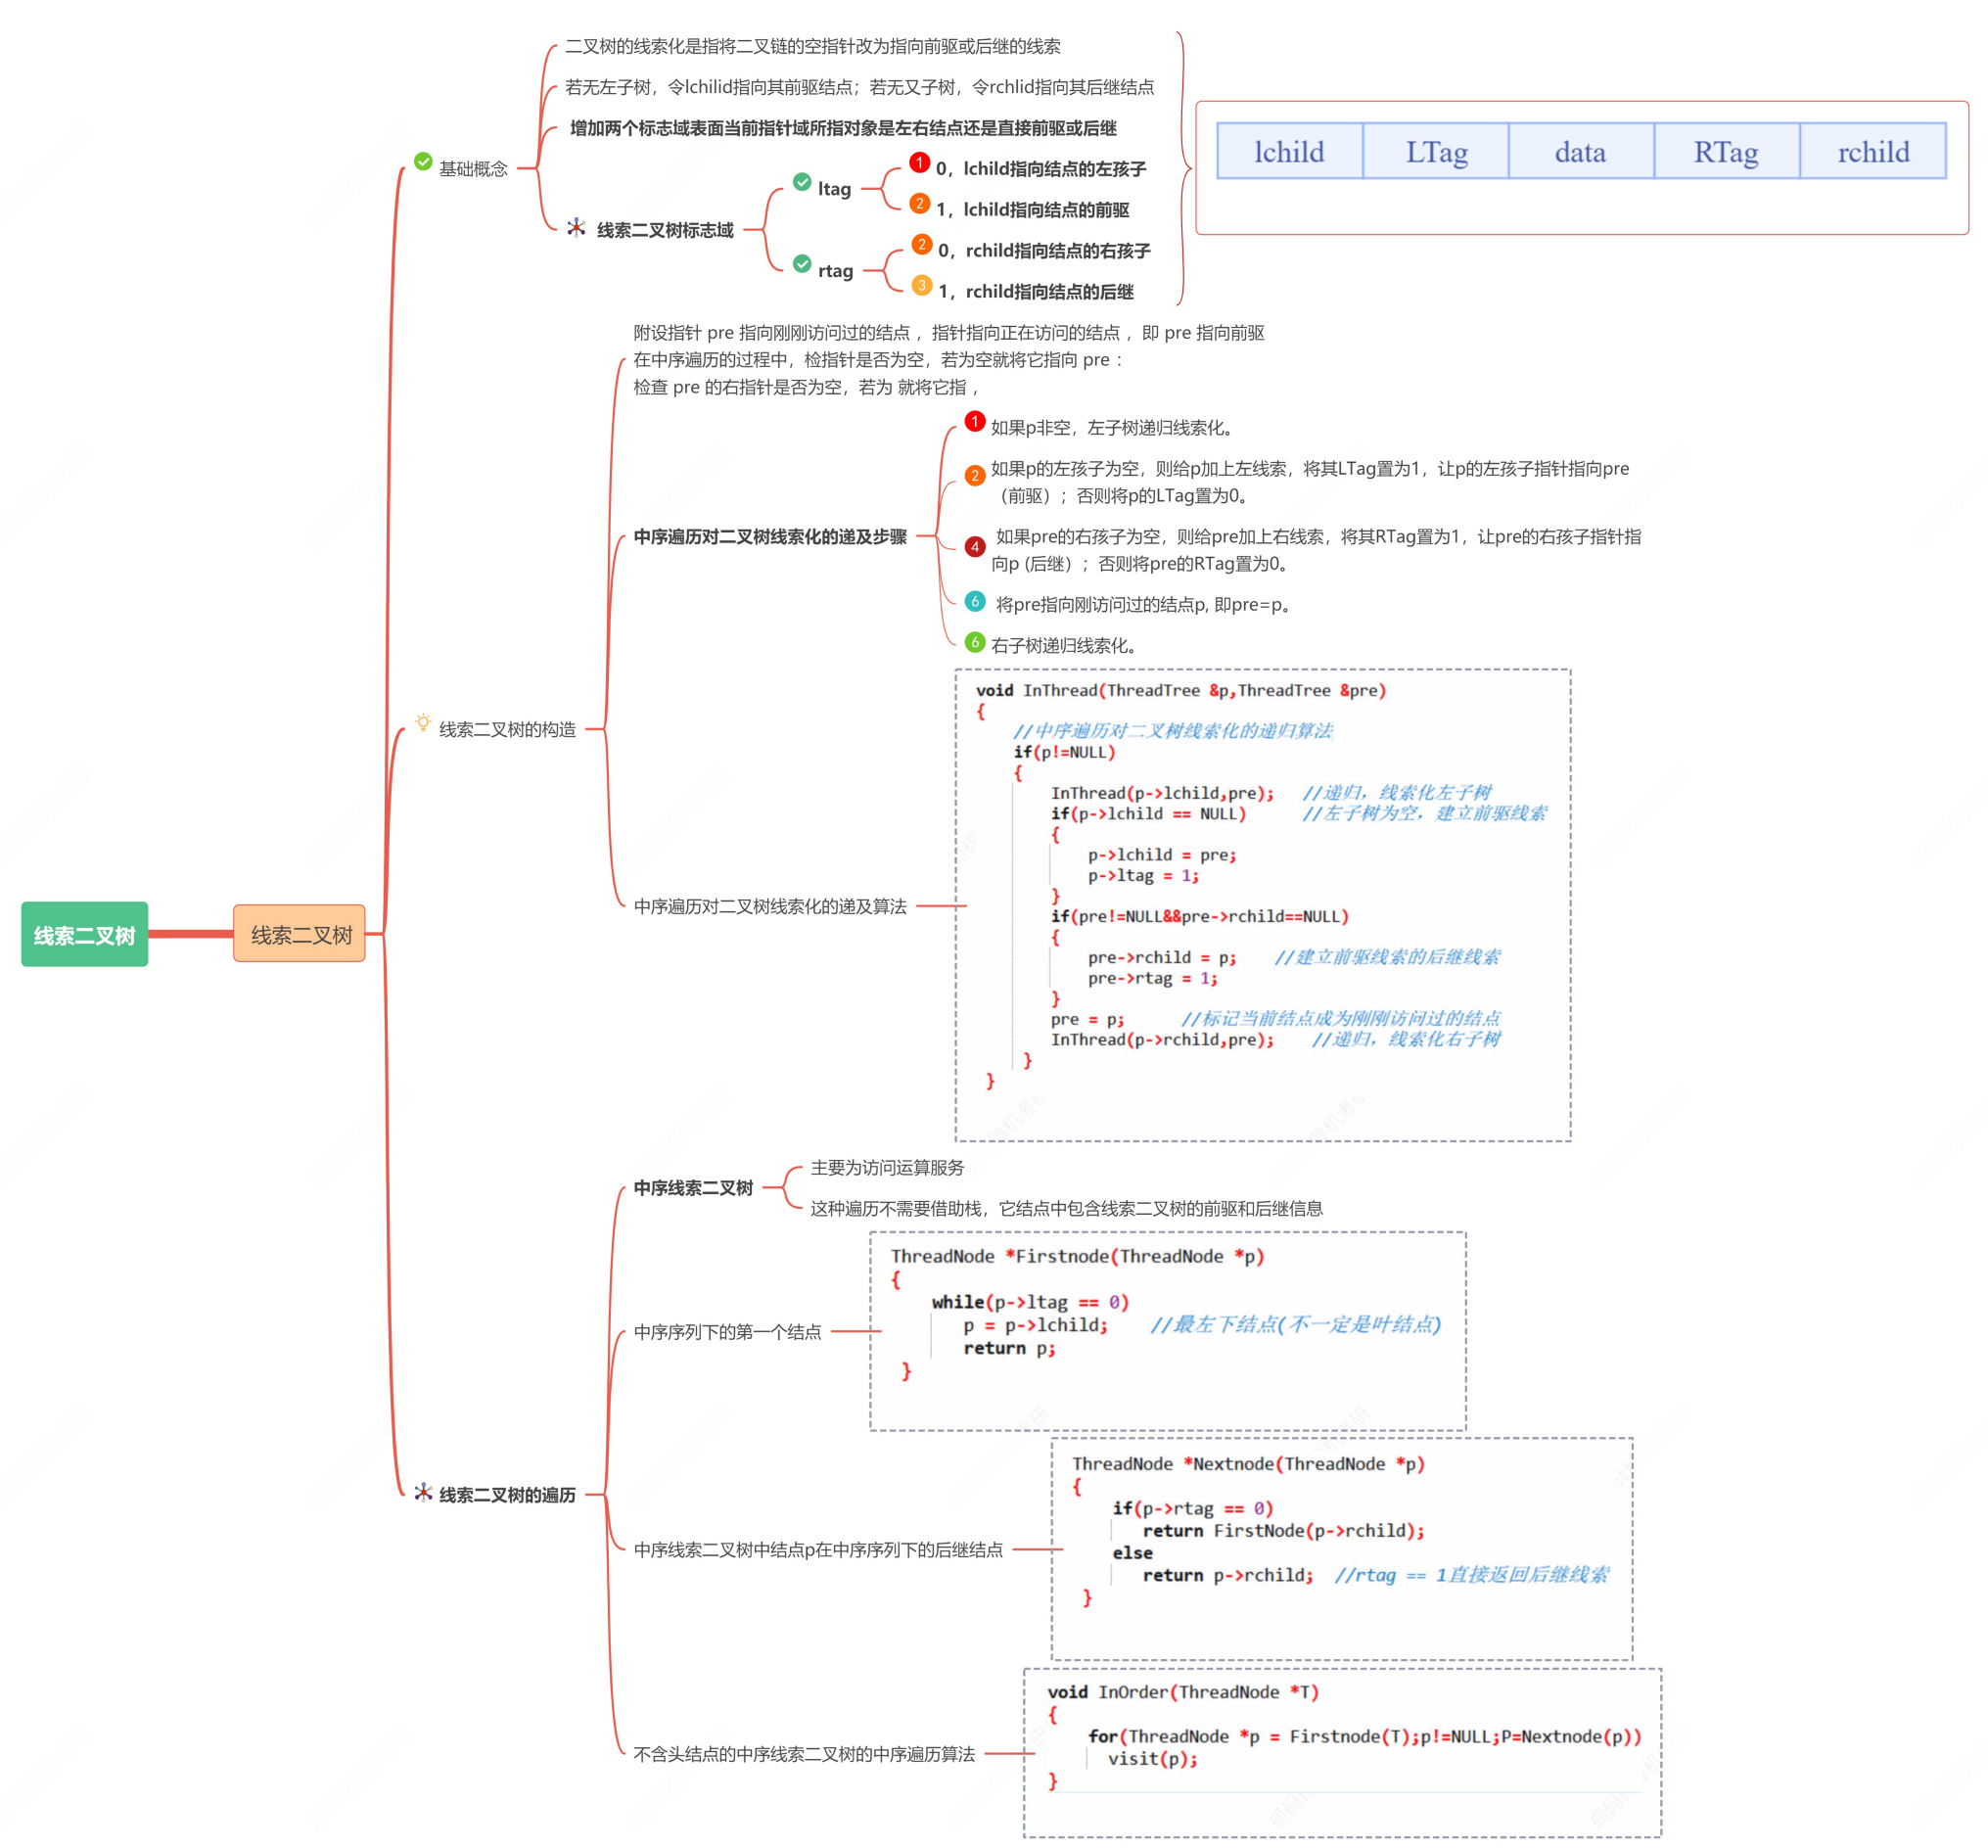 线索二叉树
线索二叉树
基础概念
二叉树的线索化是指将二叉链的空指针改为指向前驱或后继的线索
若无左子树，令lchilid指向其前驱结点；若无又子树，令rchlid指向其后继结点
增加两个标志域表面当前指针域所指对象是左右结点还是直接前驱或后继
线索二叉树标志域
ltag
1 0，lchild指向结点的左孩子
2 1，lchild指向结点的前驱
rtag
2 0，rchild指向结点的右孩子
3 1，rchild指向结点的后继
lchild LTag data RTag rchild
线索二叉树的构造
附设指针 pre 指向刚刚访问过的结点 ，指针指向正在访问的结点 ，即 pre 指向前驱
在中序遍历的过程中，检指针是否为空，若为空就将它指向 pre ：
检查 pre 的右指针是否为空，若为 就将它指 ，
中序遍历对二叉树线索化的递及步骤
1 如果p非空，左子树递归线索化。
2 如果p的左孩子为空，则给p加上左线索，将其LTag置为1，让p的左孩子指针指向pre
（前驱）；否则将p的LTag置为0。
4 如果pre的右孩子为空，则给pre加上右线索，将其RTag置为1，让pre的右孩子指针指
向p (后继）；否则将pre的RTag置为0。
6 将pre指向刚访问过的结点p, 即pre=p。
6 右子树递归线索化。
中序遍历对二叉树线索化的递及算法
void InThread(ThreadTree &p,ThreadTree &pre)
{
//中序遍历对二叉树线索化的递归算法
if(p!=NULL)
{
InThread(p->lchild,pre); //递归，线索化左子树
if(p->lchild == NULL) //左子树为空，建立前驱线索
{
p->lchild = pre;
p->ltag = 1;
}
if(pre!=NULL&&pre->rchild==NULL)
{
pre->rchild = p; //建立前驱线索的后继线索
pre->rtag = 1;
}
pre = p; //标记当前结点成为刚刚访问过的结点
InThread(p->rchild,pre); //递归，线索化右子树
}
}
线索二叉树的遍历
中序线索二叉树
主要为访问运算服务
这种遍历不需要借助栈，它结点中包含线索二叉树的前驱和后继信息
中序序列下的第一个结点
ThreadNode *Firstnode(ThreadNode *p)
{
while(p->ltag == 0)
p = p->lchild; //最左下结点(不一定是叶结点)
return p;
}
中序线索二叉树中结点p在中序序列下的后继结点
ThreadNode *Nextnode(ThreadNode *p)
{
if(p->rtag == 0)
return FirstNode(p->rchild);
else
return p->rchild; //rtag == 1直接返回后继线索
}
不含头结点的中序线索二叉树的中序遍历算法
void InOrder(ThreadNode *T)
{
for(ThreadNode *p = Firstnode(T);p!=NULL;P=Nextnode(p))
visit(p);
}